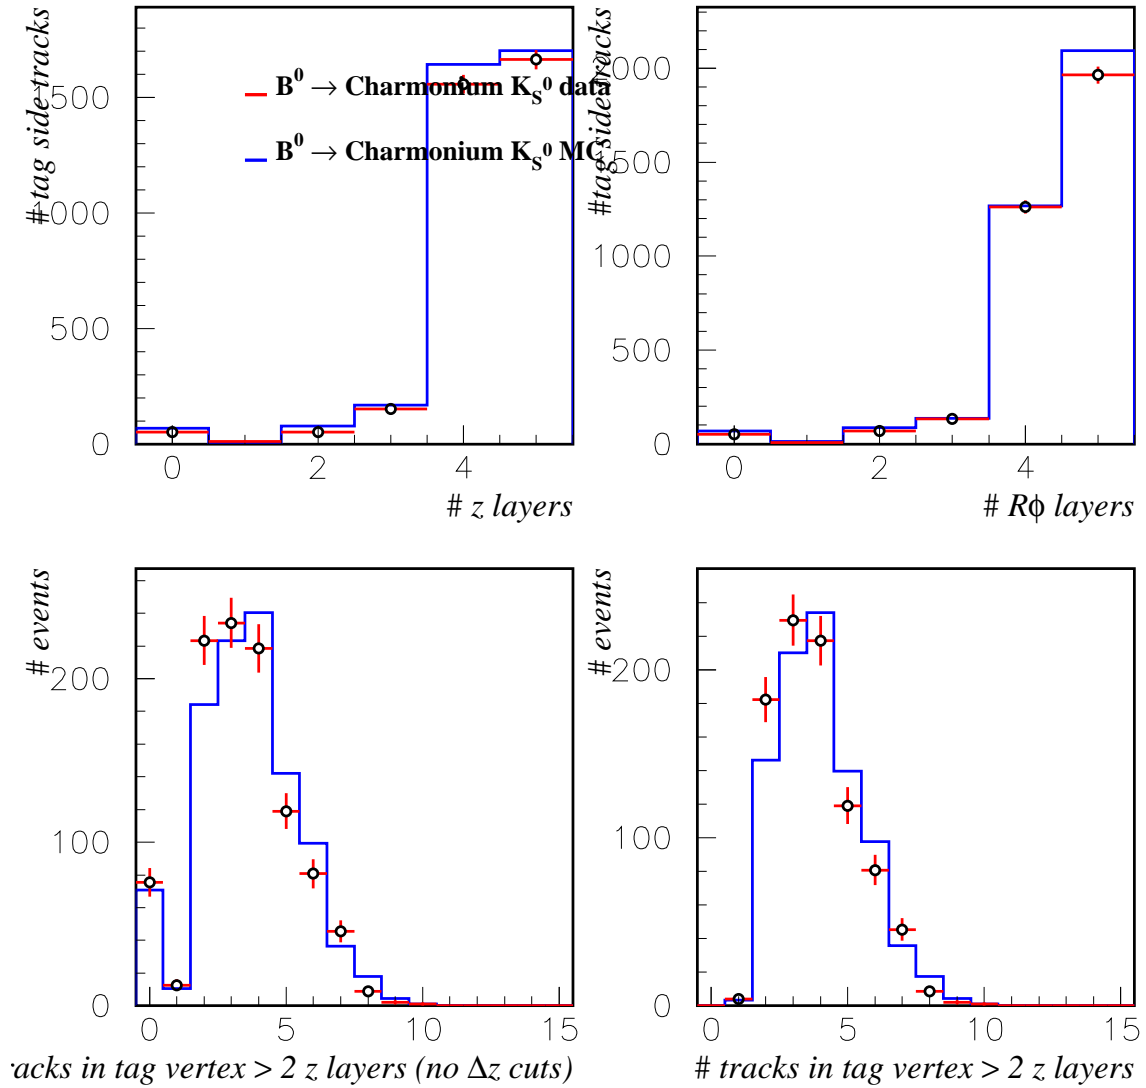 # tag side tracks
1500
1000
500
0
0 2 4
# z layers
B⁰ → Charmonium K_S⁰ data
B⁰ → Charmonium K_S⁰ MC
#tag side tracks
2000
1500
1000
500
0
0 2 4
# Rϕ layers
# events
200
100
0
0 5 10 15
in tag vertex > 2 z layers (no Δz cuts)
# events
200
100
0
0 5 10 15
# tracks in tag vertex > 2 z layers